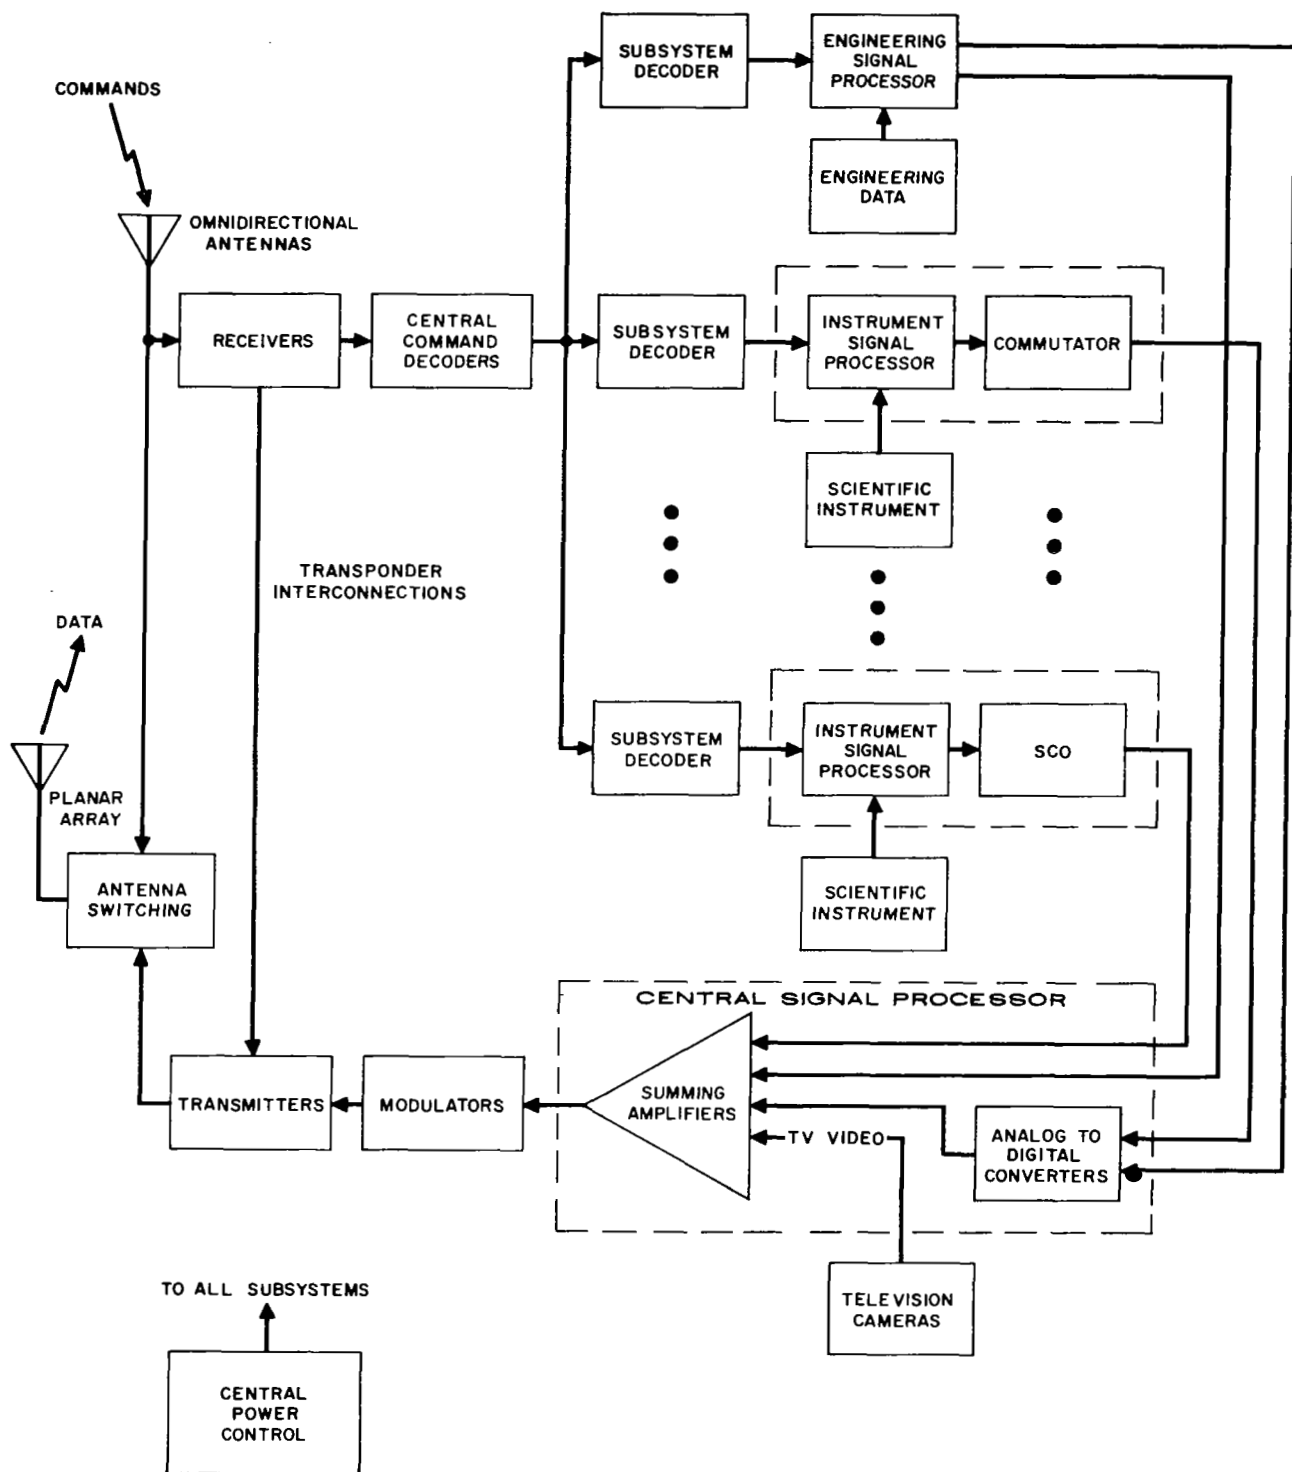 COMMANDS
OMNIDIRECTIONAL
ANTENNAS
RECEIVERS
CENTRAL
COMMAND
DECODERS
SUBSYSTEM
DECODER
ENGINEERING
SIGNAL
PROCESSOR
ENGINEERING
DATA
SUBSYSTEM
DECODER
INSTRUMENT
SIGNAL
PROCESSOR
COMMUTATOR
SCIENTIFIC
INSTRUMENT
TRANSPONDER
INTERCONNECTIONS
DATA
PLANAR
ARRAY
ANTENNA
SWITCHING
SUBSYSTEM
DECODER
INSTRUMENT
SIGNAL
PROCESSOR
SCO
SCIENTIFIC
INSTRUMENT
CENTRAL SIGNAL PROCESSOR
TRANSMITTERS
MODULATORS
SUMMING
AMPLIFIERS
TV VIDEO
ANALOG TO
DIGITAL
CONVERTERS
TELEVISION
CAMERAS
TO ALL SUBSYSTEMS
CENTRAL
POWER
CONTROL